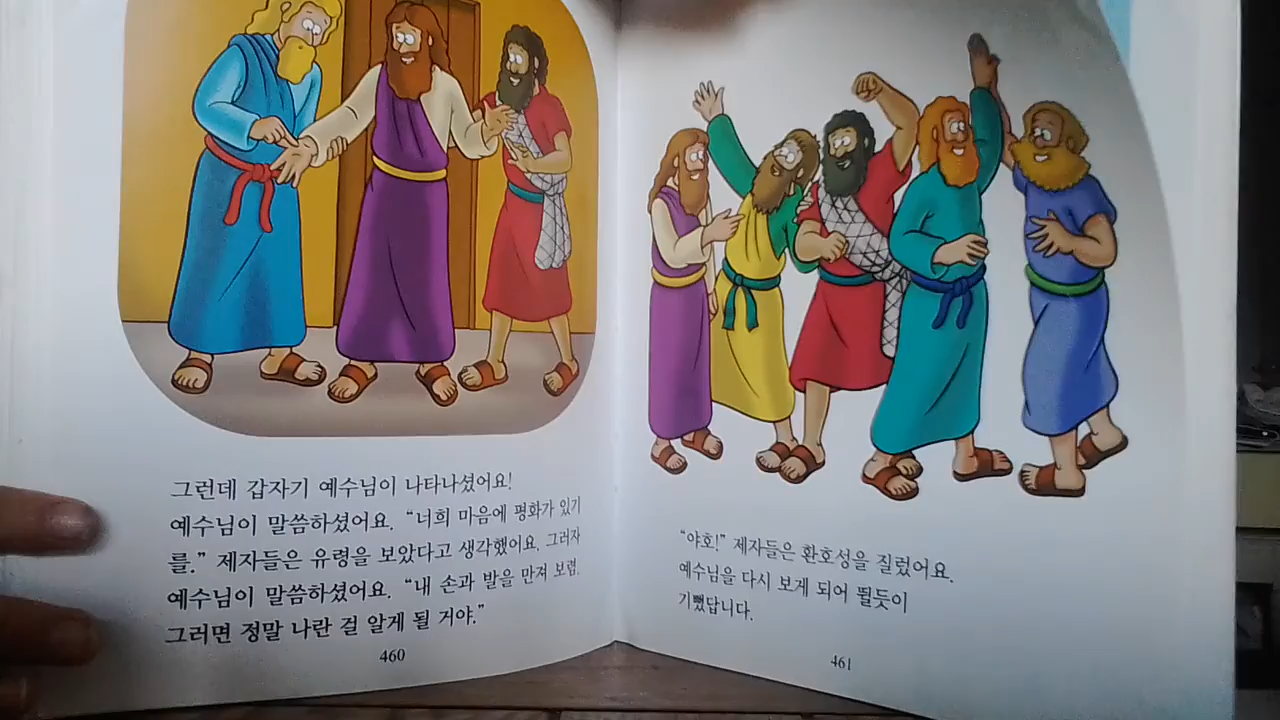 그런데 갑자기 예수님이 나타나셨어요!
예수님이 말씀하셨어요. “너희 마음에 평화가 있기
를.” 제자들은 유령을 보았다고 생각했어요. 그러자
예수님이 말씀하셨어요. “내 손과 발을 만져 보렴.
그러면 정말 나란 걸 알게 될 거야.”
460
“야호!” 제자들은 환호성을 질렀어요.
예수님을 다시 보게 되어 뛸듯이
기뻤답니다.
461